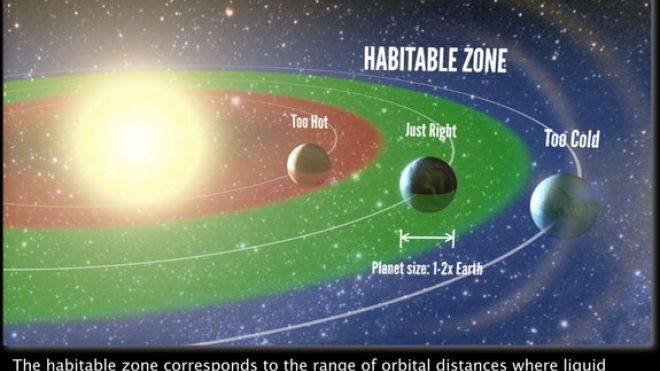 HABITABLE ZONE
Too Hot
Just Right
Too Cold
Planet size: 1-2x Earth
The habitable zone corresponds to the range of orbital distances where liquid